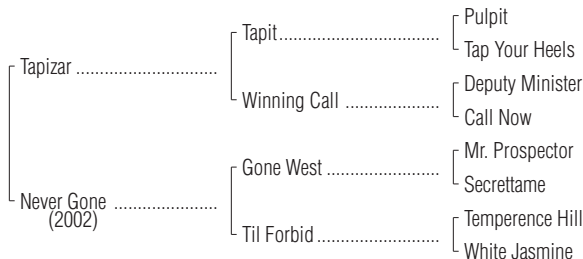 Pulpit
Tapit
Tap Your Heels
Tapizar
Deputy Minister
Winning Call
Call Now
Mr. Prospector
Gone West
Secrettame
Never Gone
(2002)
Temperence Hill
Til Forbid
White Jasmine